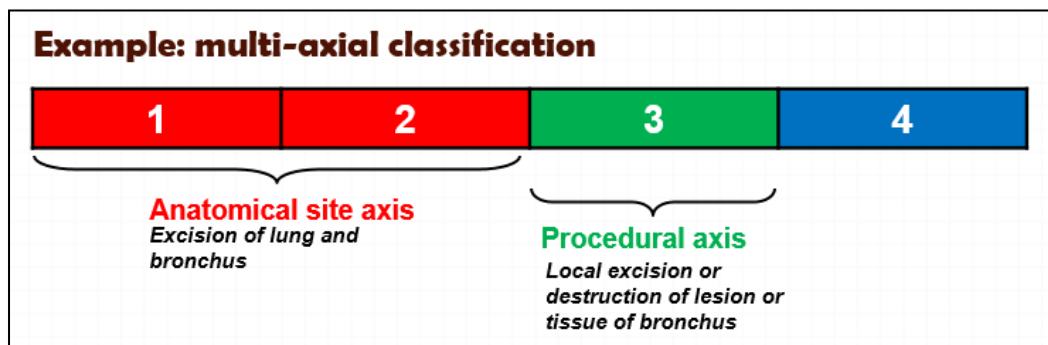 Example: multi-axial classification
1 2 3 4
Anatomical site axis
Excision of lung and
bronchus
Procedural axis
Local excision or
destruction of lesion or
tissue of bronchus